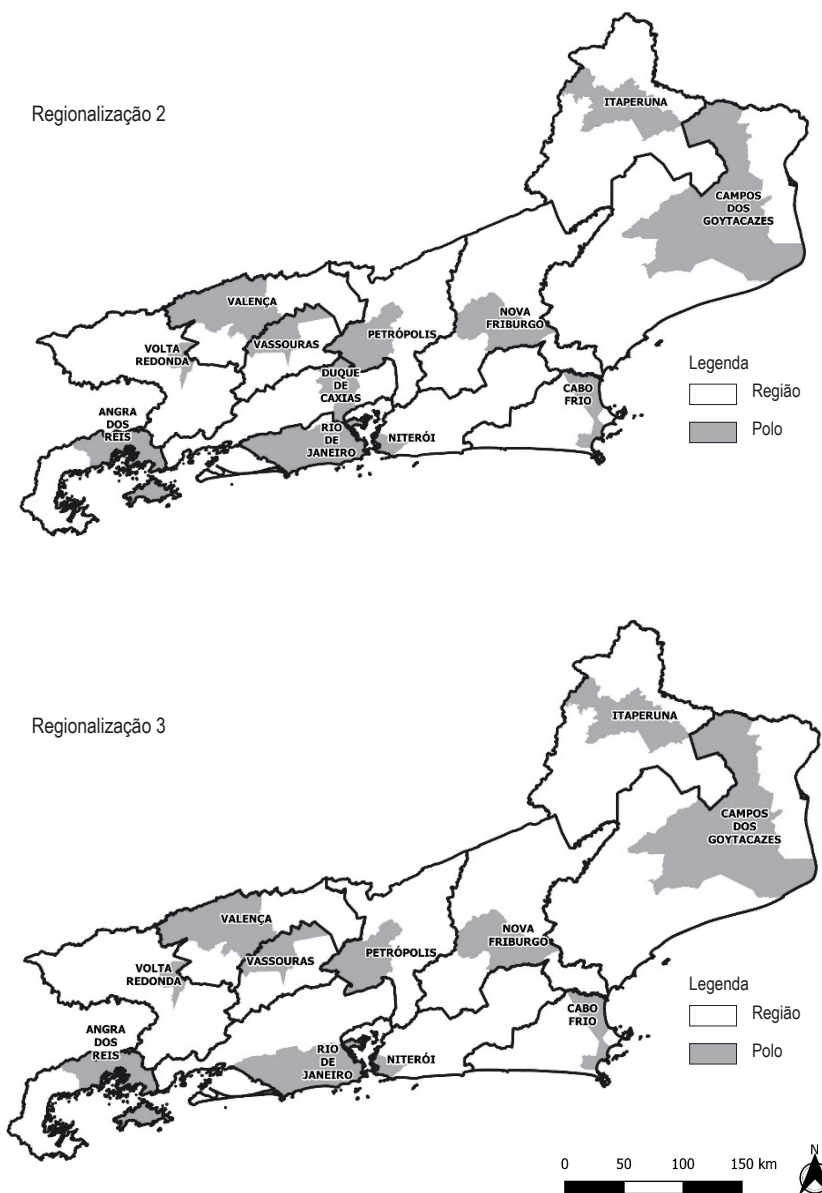 Regionalização 2
ITAPERUNA
CAMPOS
DOS
GOYTACAZES
VALENÇA
NOVA
FRIBURGO
PETRÓPOLIS
VASSOURAS
VOLTA
REDONDA
DUQUE
DE
CAXIAS
CABO
FRIO
ANGRA
DOS
REIS
RIO
DE
JANEIRO
NITERÓI
Legenda
Região
Polo
Regionalização 3
ITAPERUNA
CAMPOS
DOS
GOYTACAZES
VALENÇA
NOVA
FRIBURGO
PETRÓPOLIS
VASSOURAS
VOLTA
REDONDA
CABO
FRIO
ANGRA
DOS
REIS
RIO
DE
JANEIRO
NITERÓI
Legenda
Região
Polo
0 50 100 150 km
N